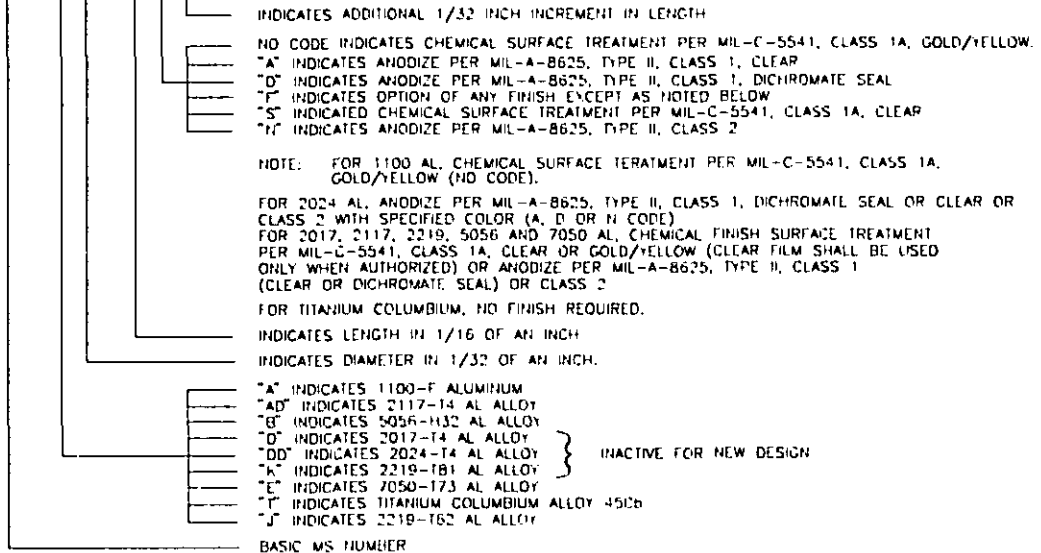 INDICATES ADDITIONAL 1/32 INCH INCREMENT IN LENGTH
NO CODE INDICATES CHEMICAL SURFACE TREATMENT PER MIL-C-5541, CLASS 1A, GOLD/YELLOW.
"A" INDICATES ANODIZE PER MIL-A-8625, TYPE II, CLASS 1, CLEAR
"D" INDICATES ANODIZE PER MIL-A-8625, TYPE II, CLASS 1, DICHROMATE SEAL
"F" INDICATES OPTION OF ANY FINISH EXCEPT AS NOTED BELOW
"S" INDICATED CHEMICAL SURFACE TREATMENT PER MIL-C-5541, CLASS 1A, CLEAR
"N" INDICATES ANODIZE PER MIL-A-8625, TYPE II, CLASS 2
NOTE: FOR 1100 AL, CHEMICAL SURFACE TERATMENT PER MIL-C-5541, CLASS 1A,
GOLD/YELLOW (NO CODE).
FOR 2024 AL, ANODIZE PER MIL-A-8625, TYPE II, CLASS 1, DICHROMATE SEAL OR CLEAR OR
CLASS 2 WITH SPECIFIED COLOR (A, D OR N CODE)
FOR 2017, 2117, 2219, 5056 AND 7050 AL, CHEMICAL FINISH SURFACE TREATMENT
PER MIL-C-5541, CLASS 1A, CLEAR OR GOLD/YELLOW (CLEAR FILM SHALL BE USED
ONLY WHEN AUTHORIZED) OR ANODIZE PER MIL-A-8625, TYPE II, CLASS 1
(CLEAR OR DICHROMATE SEAL) OR CLASS 2
FOR TITANIUM COLUMBIUM, NO FINISH REQUIRED.
INDICATES LENGTH IN 1/16 OF AN INCH
INDICATES DIAMETER IN 1/32 OF AN INCH.
"A" INDICATES 1100-F ALUMINUM
"AD" INDICATES 2117-T4 AL ALLOY
"B" INDICATES 5056-H32 AL ALLOY
"D" INDICATES 2017-T4 AL ALLOY
"DD" INDICATES 2024-T4 AL ALLOY INACTIVE FOR NEW DESIGN
"K" INDICATES 2219-T81 AL ALLOY
"E" INDICATES 7050-T73 AL ALLOY
"T" INDICATES TITANIUM COLUMBIUM ALLOY 45Cb
"J" INDICATES 2219-T62 AL ALLOY
BASIC MS NUMBER